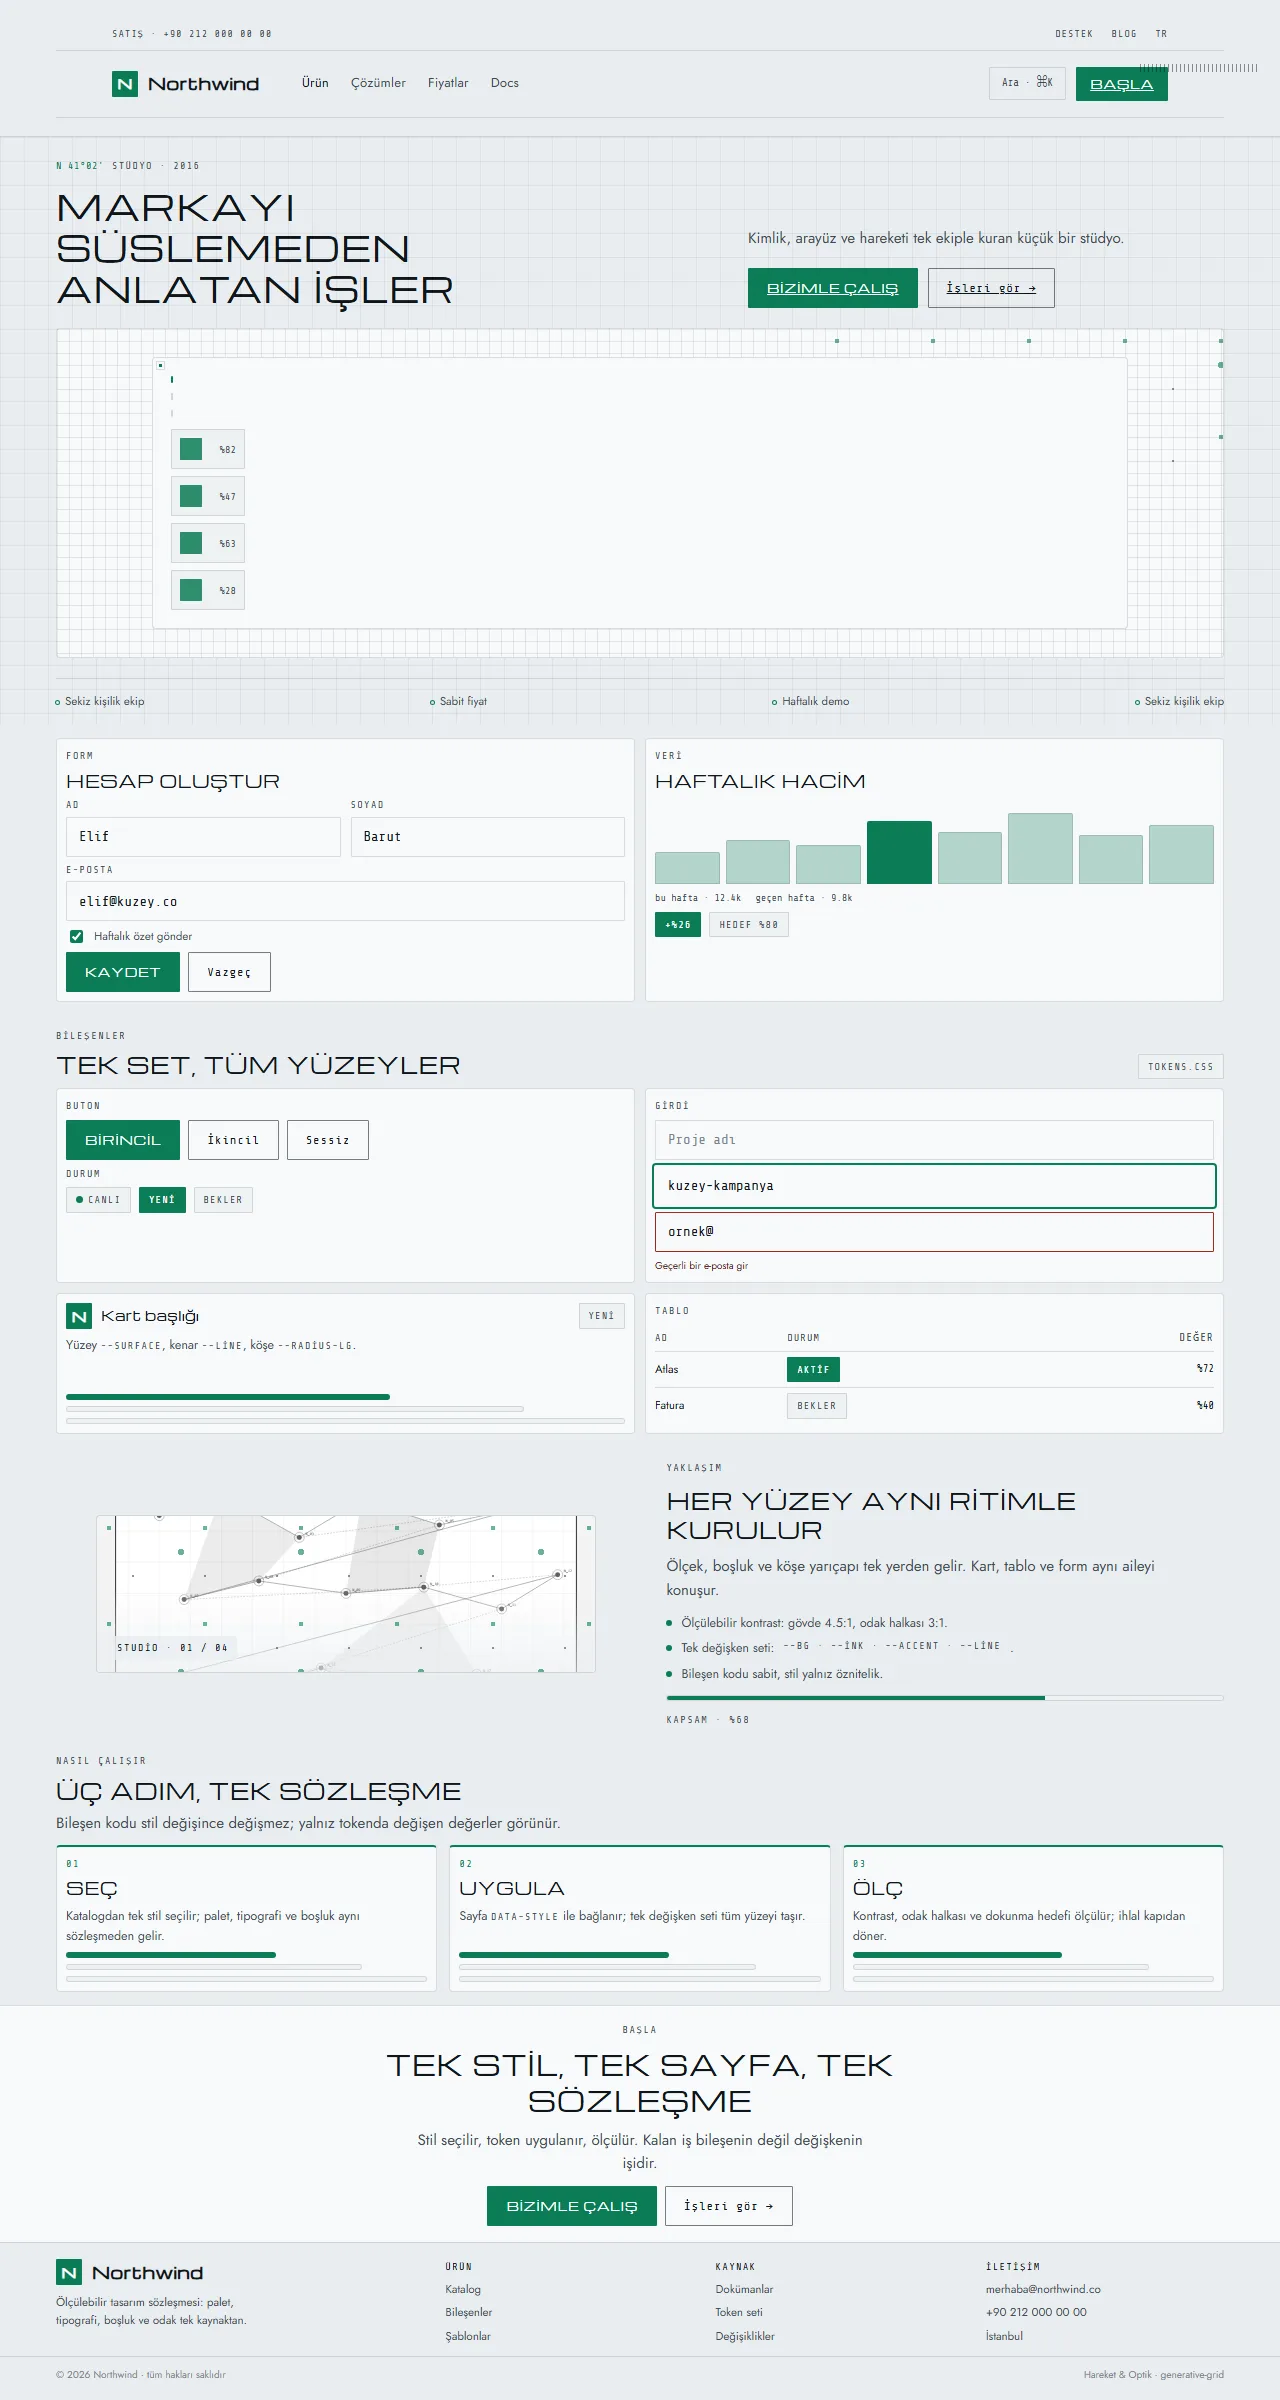 SATIŞ · +90 212 000 00 00
DESTEK BLOG TR
N Northwind Ürün Çözümler Fiyatlar Docs Ara · ⌘K BAŞLA
N 41°02' STÜDYO · 2016
MARKAYI
SÜSLEMEDEN
ANLATAN İŞLER
Kimlik, arayüz ve hareketi tek ekiple kuran küçük bir stüdyo.
BİZİMLE ÇALIŞ İşleri gör →
%82
%47
%63
%28
Sekiz kişilik ekip Sabit fiyat Haftalık demo Sekiz kişilik ekip
FORM
HESAP OLUŞTUR
AD SOYAD
Elif Barut
E-POSTA
elif@kuzey.co
Haftalık özet gönder
KAYDET Vazgeç
VERİ
HAFTALIK HACİM
bu hafta · 12.4k geçen hafta · 9.8k
+%26 HEDEF %80
BİLEŞENLER
TEK SET, TÜM YÜZEYLER
TOKENS.CSS
BUTON
BİRİNCİL İkincil Sessiz
DURUM
CANLI YENİ BEKLER
GİRDİ
Proje adı
kuzey-kampanya
ornek@
Geçerli bir e-posta gir
N Kart başlığı YENİ
Yüzey --SURFACE, kenar --LİNE, köşe --RADİUS-LG.
TABLO
AD DURUM DEĞER
Atlas AKTİF %72
Fatura BEKLER %40
STUDİO · 01 / 04
YAKLAŞIM
HER YÜZEY AYNI RİTİMLE
KURULUR
Ölçek, boşluk ve köşe yarıçapı tek yerden gelir. Kart, tablo ve form aynı aileyi
konuşur.
Ölçülebilir kontrast: gövde 4.5:1, odak halkası 3:1.
Tek değişken seti: --BG · --İNK · --ACCENT · --LİNE .
Bileşen kodu sabit, stil yalnız öznitelik.
KAPSAM · %68
NASIL ÇALIŞIR
ÜÇ ADIM, TEK SÖZLEŞME
Bileşen kodu stil değişince değişmez; yalnız tokenda değişen değerler görünür.
01
SEÇ
Katalogdan tek stil seçilir; palet, tipografi ve boşluk aynı
sözleşmeden gelir.
02
UYGULA
Sayfa DATA-STYLE ile bağlanır; tek değişken seti tüm yüzeyi taşır.
03
ÖLÇ
Kontrast, odak halkası ve dokunma hedefi ölçülür; ihlal kapıdan
döner.
BAŞLA
TEK STİL, TEK SAYFA, TEK
SÖZLEŞME
Stil seçilir, token uygulanır, ölçülür. Kalan iş bileşenin değil değişkenin
işidir.
BİZİMLE ÇALIŞ İşleri gör →
N Northwind
Ölçülebilir tasarım sözleşmesi: palet,
tipografi, boşluk ve odak tek kaynaktan.
ÜRÜN
Katalog
Bileşenler
Şablonlar
KAYNAK
Dokümanlar
Token seti
Değişiklikler
İLETİŞİM
merhaba@northwind.co
+90 212 000 00 00
İstanbul
© 2026 Northwind · tüm hakları saklıdır
Hareket & Optik · generative-grid